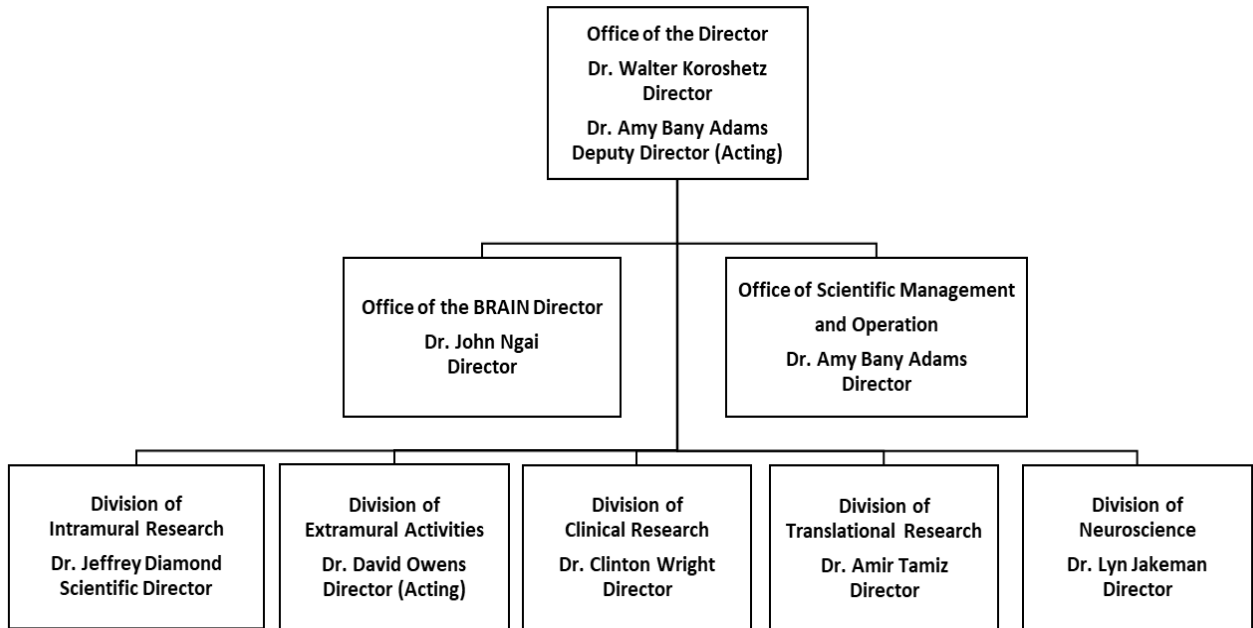 Office of the Director
Dr. Walter Koroshetz
Director
Dr. Amy Bany Adams
Deputy Director (Acting)
Office of the BRAIN Director
Dr. John Ngai
Director
Office of Scientific Management
and Operation
Dr. Amy Bany Adams
Director
Division of
Intramural Research
Dr. Jeffrey Diamond
Scientific Director
Division of
Extramural Activities
Dr. David Owens
Director (Acting)
Division of
Clinical Research
Dr. Clinton Wright
Director
Division of
Translational Research
Dr. Amir Tamiz
Director
Division of
Neuroscience
Dr. Lyn Jakeman
Director